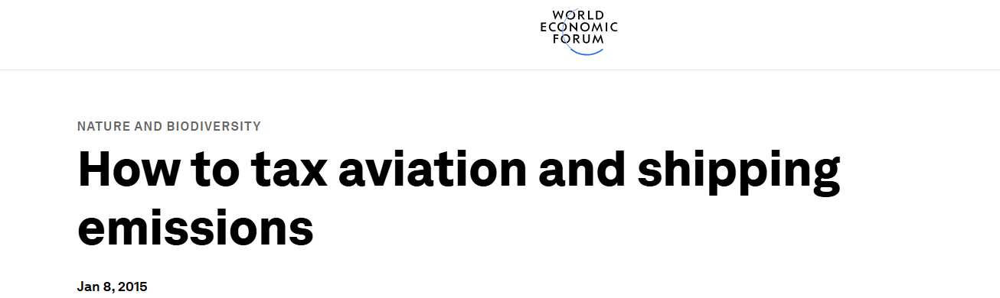 WORLD
ECONOMIC
FORUM
NATURE AND BIODIVERSITY
How to tax aviation and shipping
emissions
Jan 8, 2015